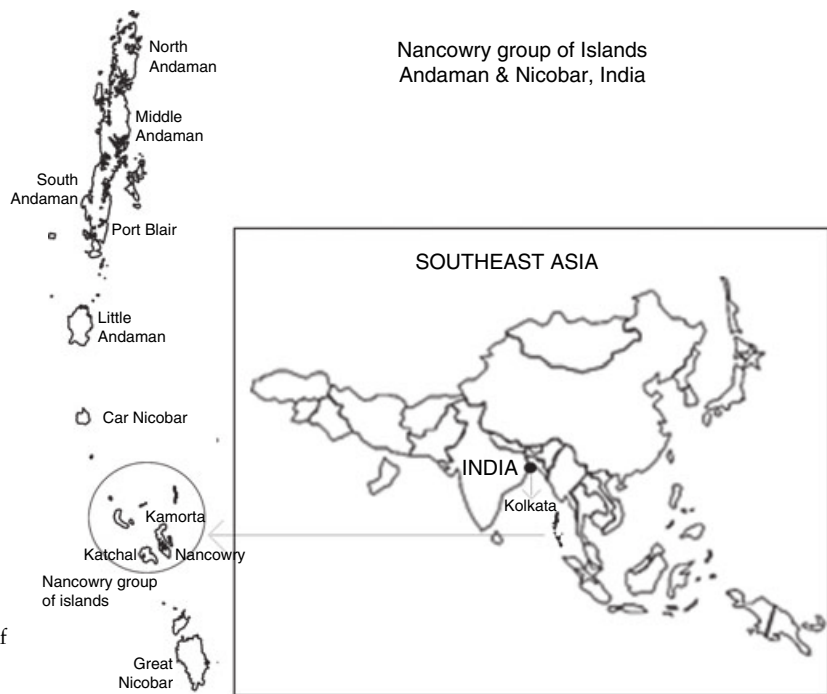 Nancowry group of Islands
Andaman & Nicobar, India
North
Andaman
Middle
Andaman
South
Andaman
Port Blair
Little
Andaman
Car Nicobar
Kamorta
Katchal
Nancowry
Nancowry group
of islands
f
Great
Nicobar
SOUTHEAST ASIA
INDIA
Kolkata